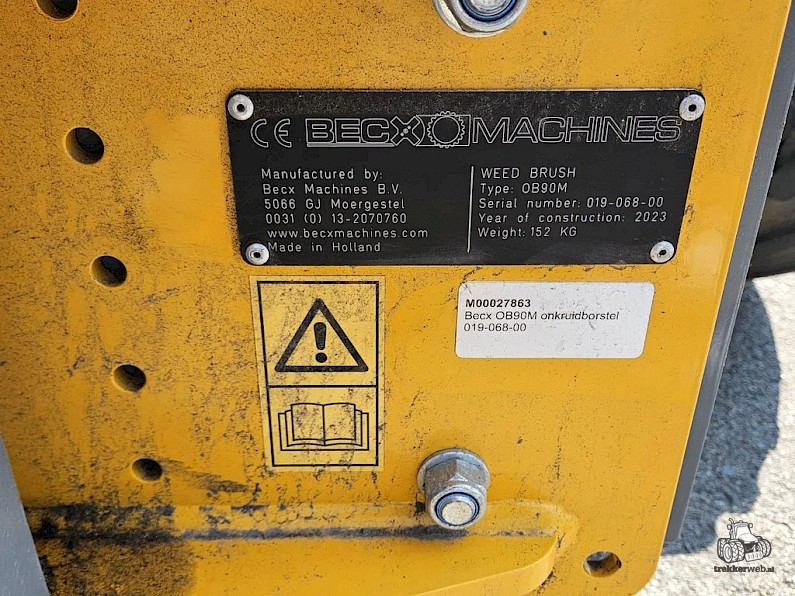 CE BECX MACHINES
Manufactured by:
Becx Machines B.V.
5066 GJ Moergestel
0031 (0) 13-2070760
www.becxmachines.com
Made in Holland
WEED BRUSH
Type: OB90M
Serial number: 019-068-00
Year of construction: 2023
Weight: 152 KG
M00027863
Becx OB90M onkruidborstel
019-068-00
trekkerweb.nl